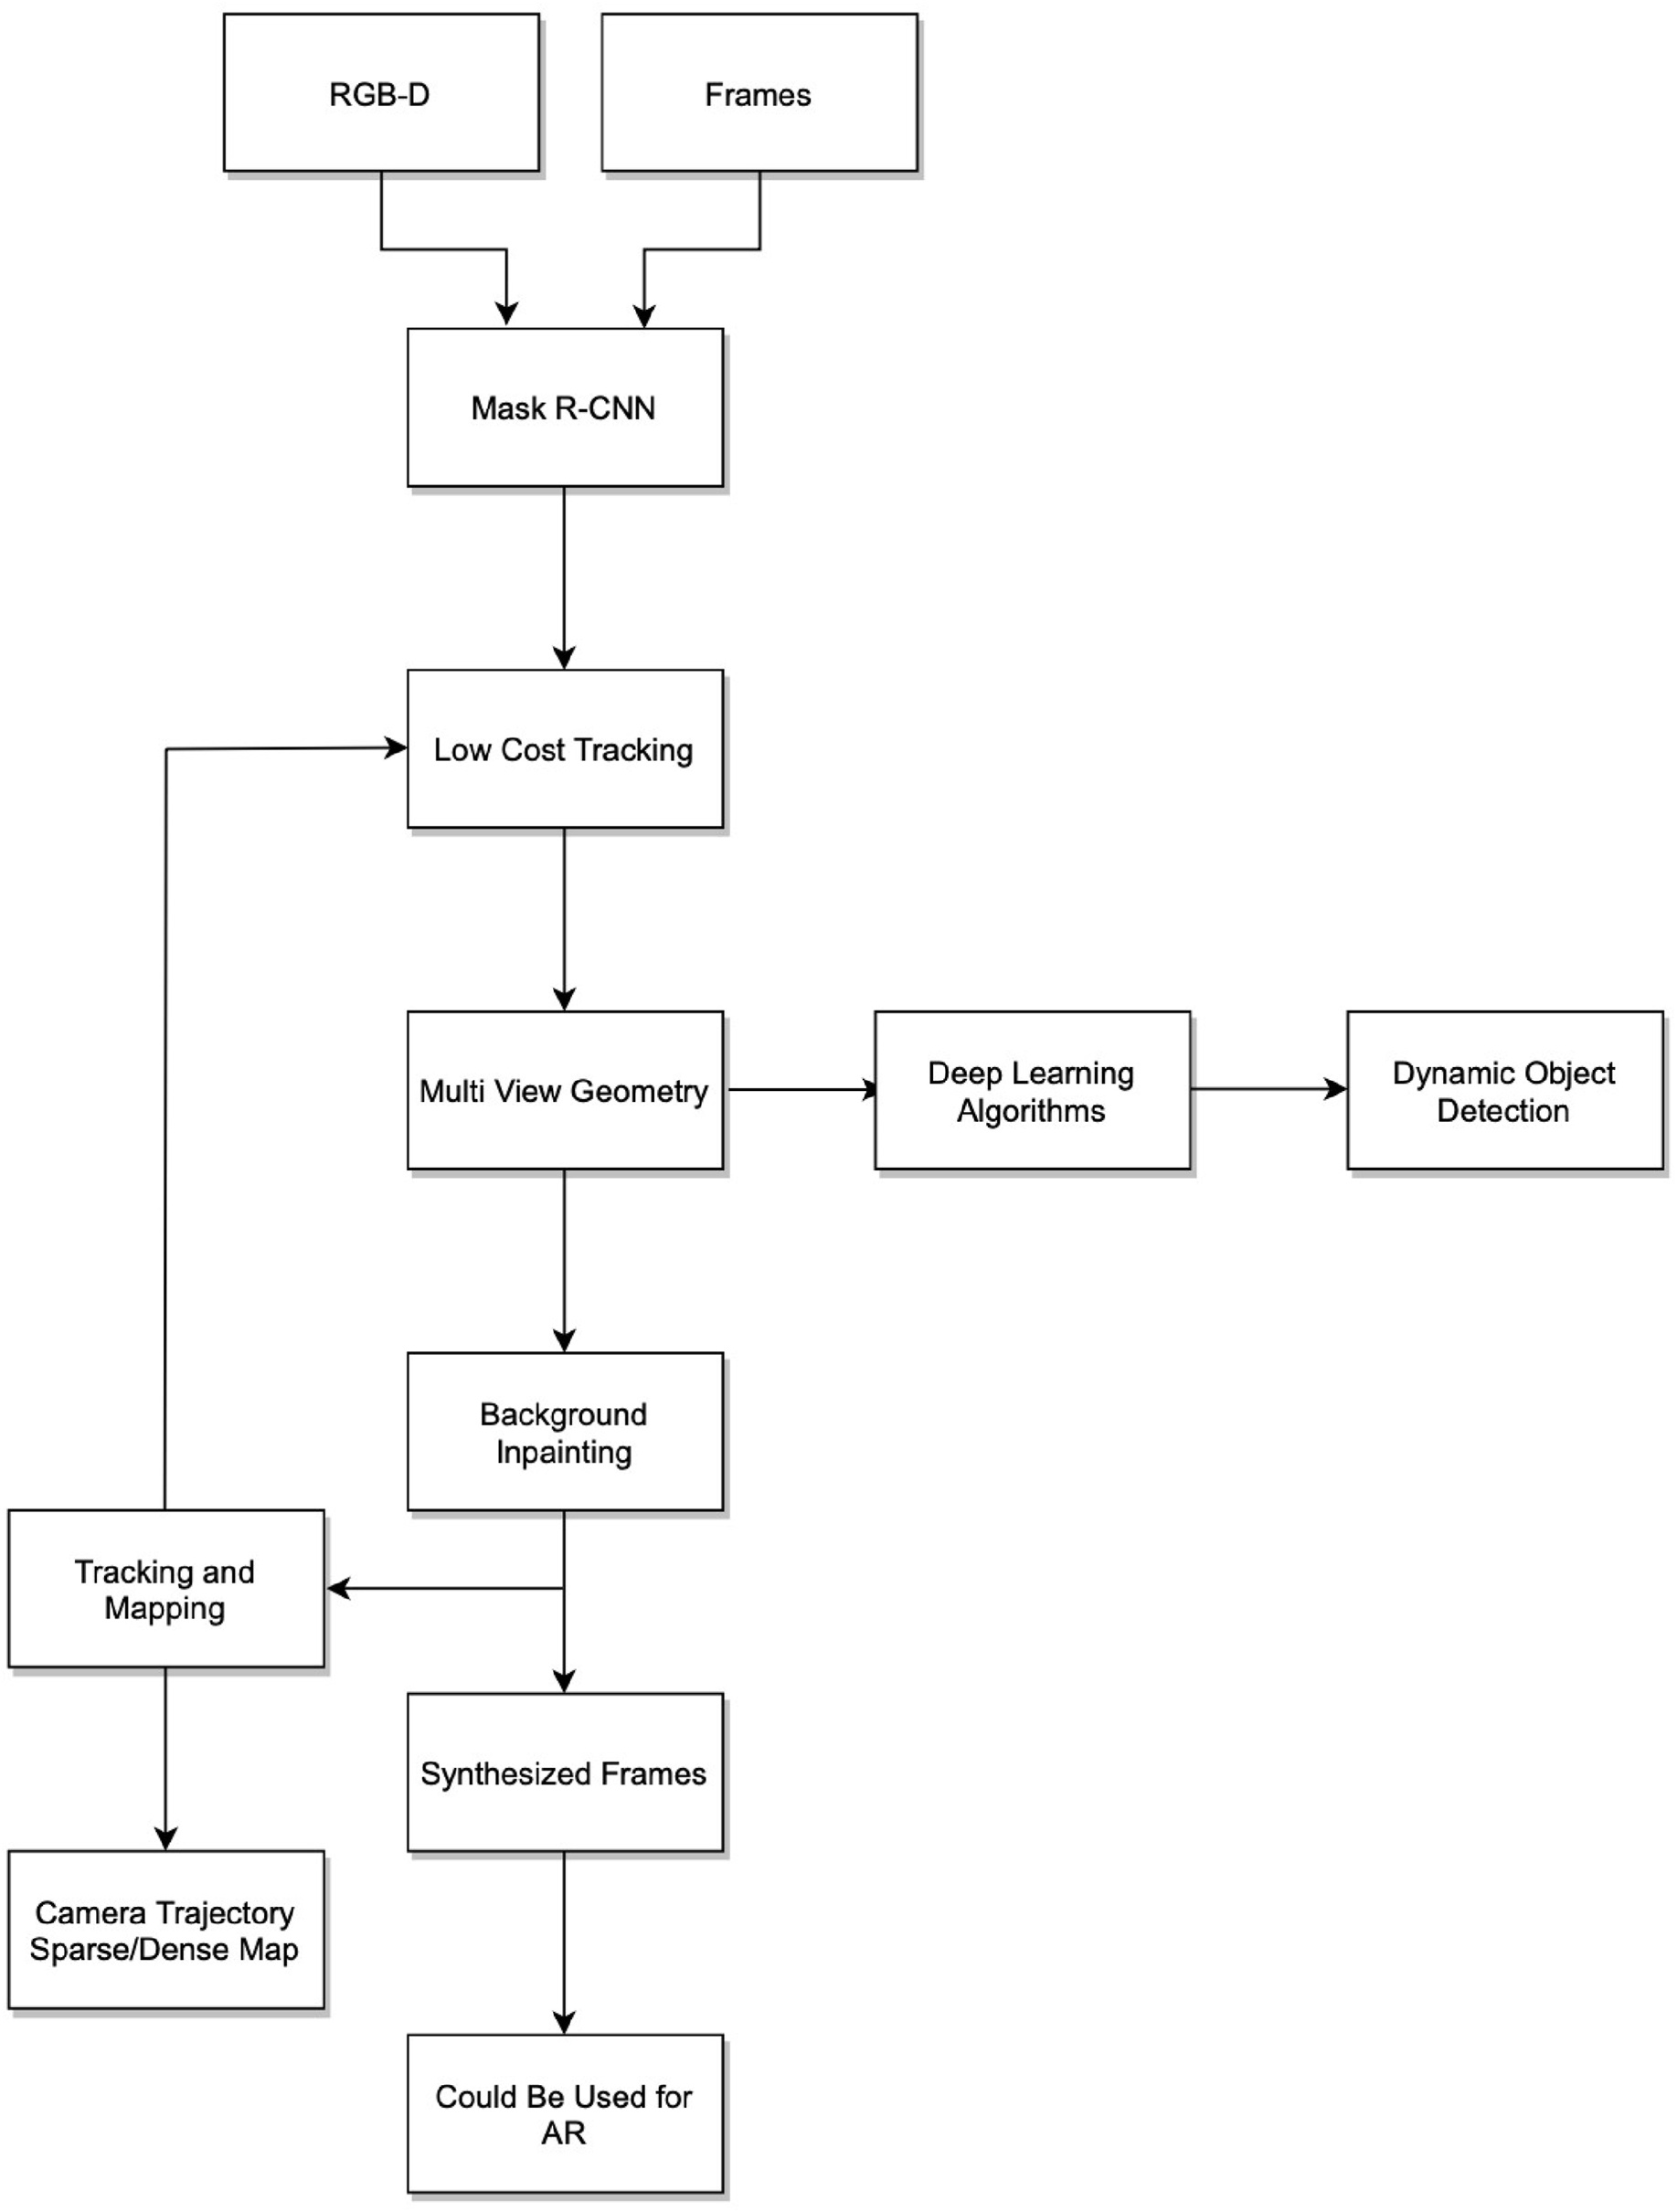 RGB-D
Frames
Mask R-CNN
Low Cost Tracking
Multi View Geometry
Deep Learning
Algorithms
Dynamic Object
Detection
Background
Inpainting
Tracking and
Mapping
Synthesized Frames
Camera Trajectory
Sparse/Dense Map
Could Be Used for
AR